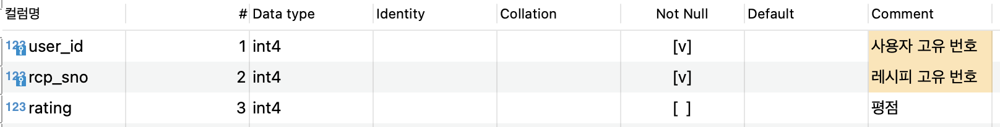 컬럼명 # Data type Identity Collation Not Null Default Comment
123 user_id 1 int4 [v] 사용자 고유 번호
123 rcp_sno 2 int4 [v] 레시피 고유 번호
123 rating 3 int4 [ ] 평점